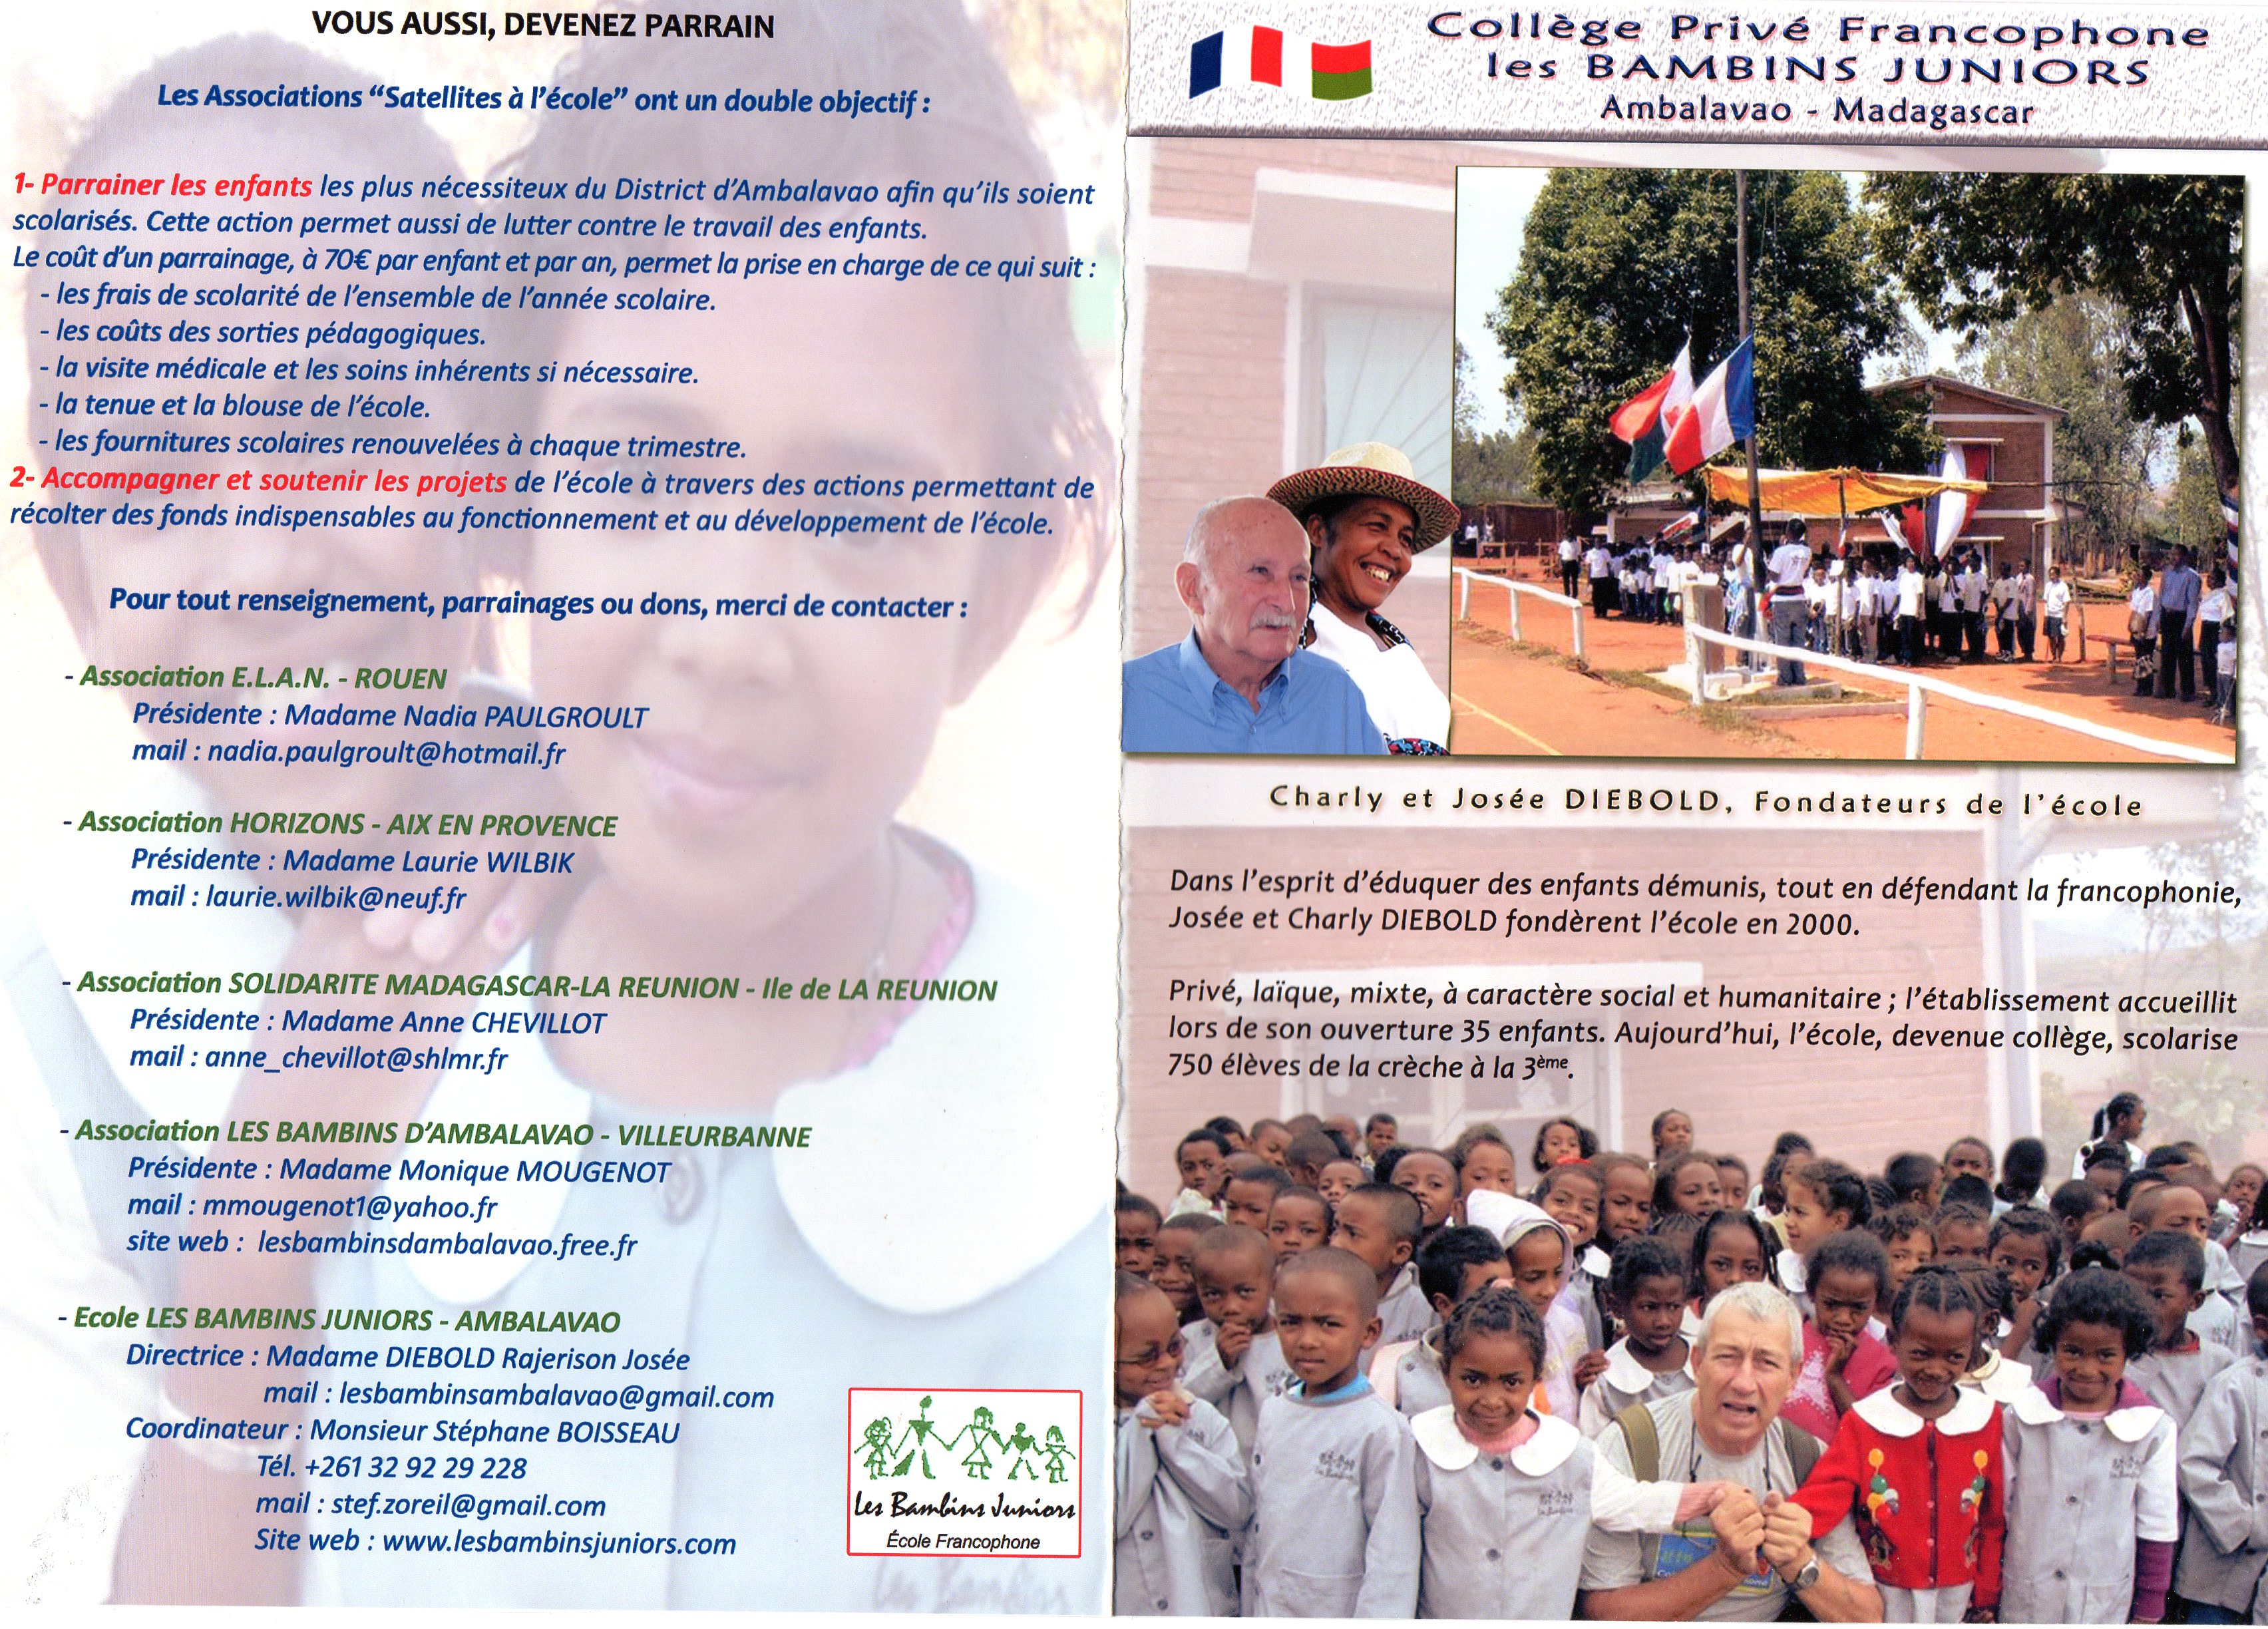 VOUS AUSSI, DEVENEZ PARRAIN
Les Associations “Satellites à l’école” ont un double objectif :
1- Parrainer les enfants les plus nécessiteux du District d’Ambalavao afin qu’ils soient
scolarisés. Cette action permet aussi de lutter contre le travail des enfants.
Le coût d’un parrainage, à 70€ par enfant et par an, permet la prise en charge de ce qui suit :
- les frais de scolarité de l’ensemble de l’année scolaire.
- les coûts des sorties pédagogiques.
- la visite médicale et les soins inhérents si nécessaire.
- la tenue et la blouse de l’école.
- les fournitures scolaires renouvelées à chaque trimestre.
2- Accompagner et soutenir les projets de l’école à travers des actions permettant de
récolter des fonds indispensables au fonctionnement et au développement de l’école.
Pour tout renseignement, parrainages ou dons, merci de contacter :
- Association E.L.A.N. - ROUEN
Présidente : Madame Nadia PAULGROULT
mail : nadia.paulgroult@hotmail.fr
- Association HORIZONS - AIX EN PROVENCE
Présidente : Madame Laurie WILBIK
mail : laurie.wilbik@neuf.fr
- Association SOLIDARITE MADAGASCAR-LA REUNION - Ile de LA REUNION
Présidente : Madame Anne CHEVILLOT
mail : anne_chevillot@shlmr.fr
- Association LES BAMBINS D’AMBALAVAO - VILLEURBANNE
Présidente : Madame Monique MOUGENOT
mail : mmougenot1@yahoo.fr
site web : lesbambinsdambalavao.free.fr
- Ecole LES BAMBINS JUNIORS - AMBALAVAO
Directrice : Madame DIEBOLD Rajerison Josée
mail : lesbambinsambalavao@gmail.com
Coordinateur : Monsieur Stéphane BOISSEAU
Tél. +261 32 92 29 228
mail : stef.zoreil@gmail.com
Site web : www.lesbambinsjuniors.com
Les Bambins Juniors
École Francophone
Collège Privé Francophone
les BAMBINS JUNIORS
Ambalavao - Madagascar
Charly et Josée DIEBOLD, Fondateurs de l’école
Dans l’esprit d’éduquer des enfants démunis, tout en défendant la francophonie,
Josée et Charly DIEBOLD fondèrent l’école en 2000.
Privé, laïque, mixte, à caractère social et humanitaire ; l’établissement accueillit
lors de son ouverture 35 enfants. Aujourd’hui, l’école, devenue collège, scolarise
750 élèves de la crèche à la 3ème.